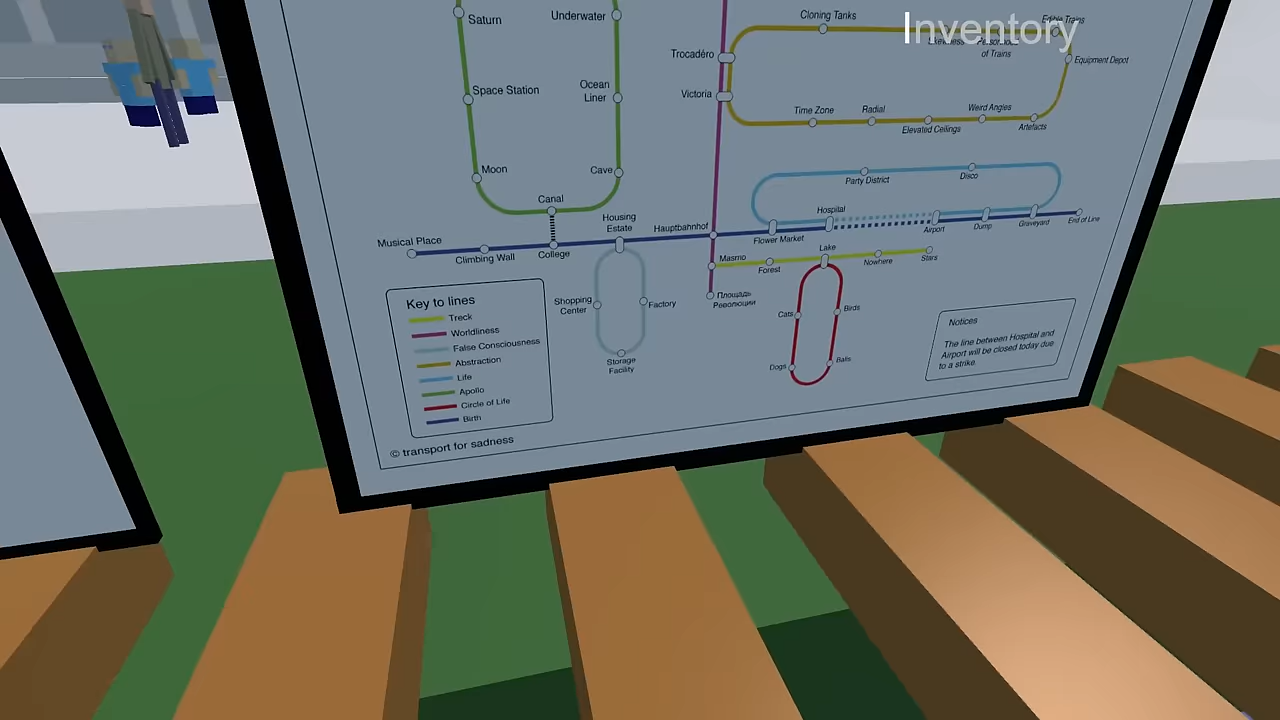 Inventory
Saturn
Underwater
Cloning Tanks
Edible Trains
Trocadéro
of Trains
Equipment Depot
Space Station
Ocean
Liner
Victoria
Time Zone
Radial
Elevated Ceilings
Weird Angles
Artefacts
Moon
Cave
Party District
Disco
Canal
Housing
Estate
Hauptbahnhof
Hospital
Musical Place
Climbing Wall
College
Flower Market
Airport
Dump
Graveyard
End of Line
Masmo
Forest
Lake
Nowhere
Stars
Площадь
Революции
Shopping
Center
Factory
Storage
Facility
Cats
Birds
Dogs
Balls
Key to lines
Treck
Worldliness
False Consciousness
Abstraction
Life
Apollo
Circle of Life
Birth
© transport for sadness
Notices
The line between Hospital and
Airport will be closed today due
to a strike.